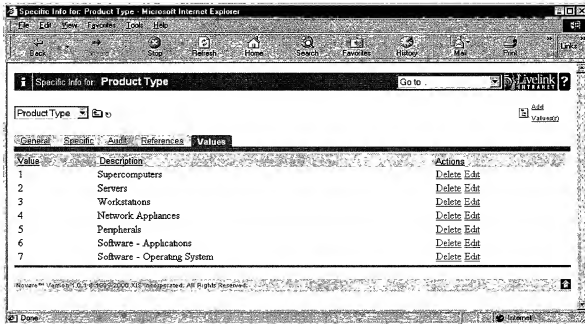 Specific Info for: Product Type - Microsoft Internet Explorer
File Edit View Favorites Tools Help
Back Stop Refresh Home Search Favorites History Mail Print Links
Specific Info for: Product Type Go to . Livelink INTRANET ?
Product Type Add Value(s)
General Specific Audit References Values
Value Description Actions
1 Supercomputers Delete Edit
2 Servers Delete Edit
3 Workstations Delete Edit
4 Network Appliances Delete Edit
5 Peripherals Delete Edit
6 Software - Applications Delete Edit
7 Software - Operating System Delete Edit
1999-2000 XIS Incorporated. All Rights Reserved.
Done Internet